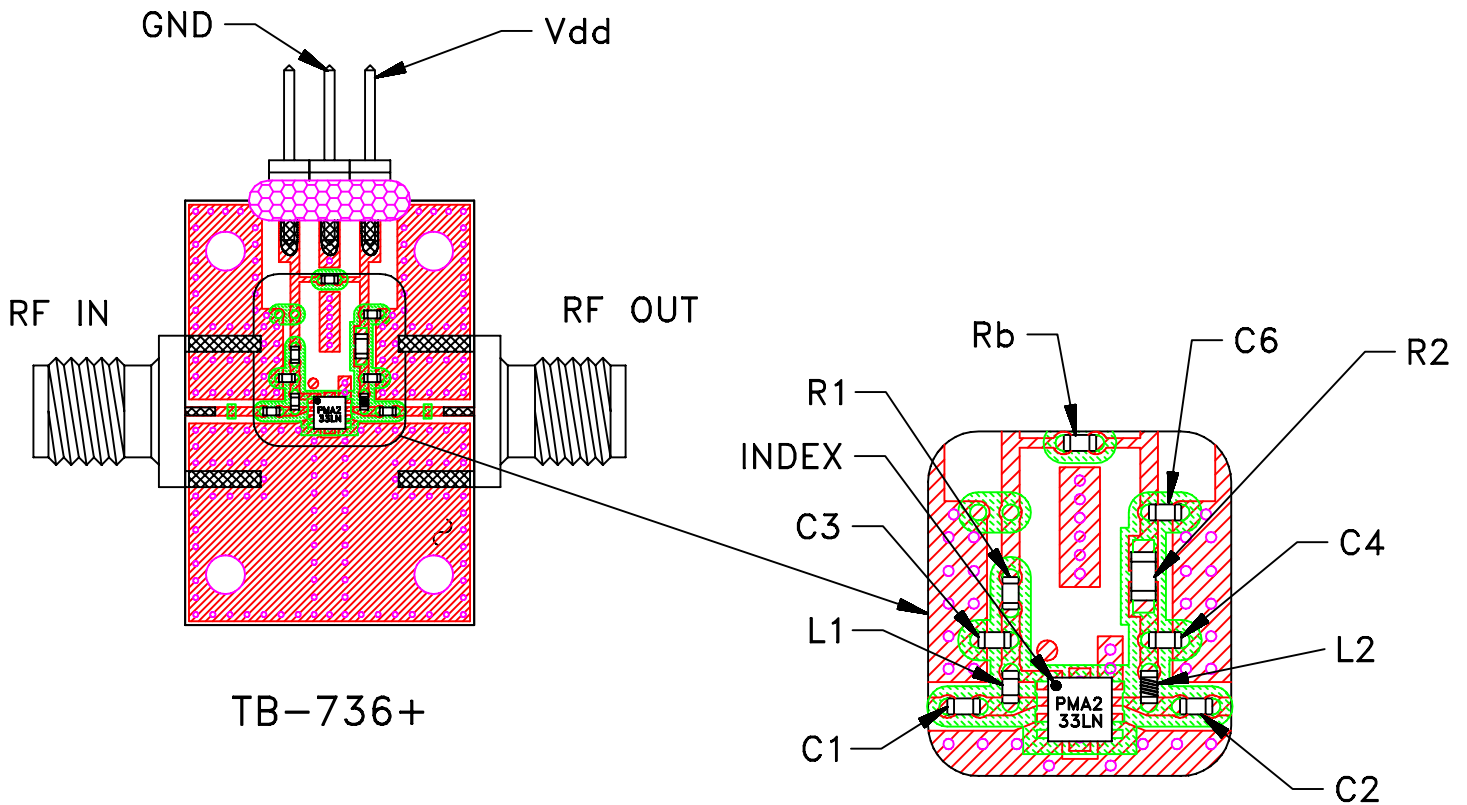 GND
Vdd
RF IN
RF OUT
PMA2
33LN
TB-736+
Rb
C6
R1
R2
INDEX
C3
C4
L1
L2
PMA2
33LN
C1
C2